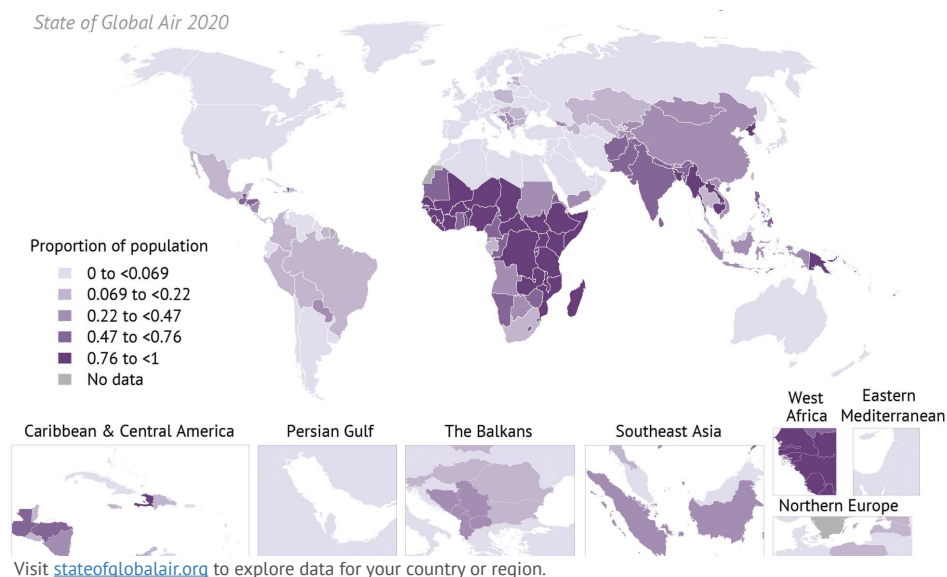 State of Global Air 2020
Proportion of population
0 to <0.069
0.069 to <0.22
0.22 to <0.47
0.47 to <0.76
0.76 to <1
No data
Caribbean & Central America
Persian Gulf
The Balkans
Southeast Asia
West
Africa
Eastern
Mediterranean
Northern Europe
Visit stateofglobalair.org to explore data for your country or region.